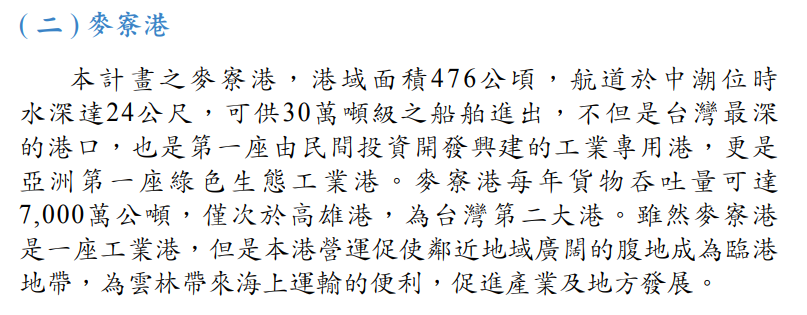 (二)麥寮港
本計畫之麥寮港，港域面積476公頃，航道於中潮位時
水深達24公尺，可供30萬噸級之船舶進出，不但是台灣最深
的港口，也是第一座由民間投資開發興建的工業專用港，更是
亞洲第一座綠色生態工業港。麥寮港每年貨物吞吐量可達
7,000萬公噸，僅次於高雄港，為台灣第二大港。雖然麥寮港
是一座工業港，但是本港營運促使鄰近地域廣闊的腹地成為臨港
地帶，為雲林帶來海上運輸的便利，促進產業及地方發展。